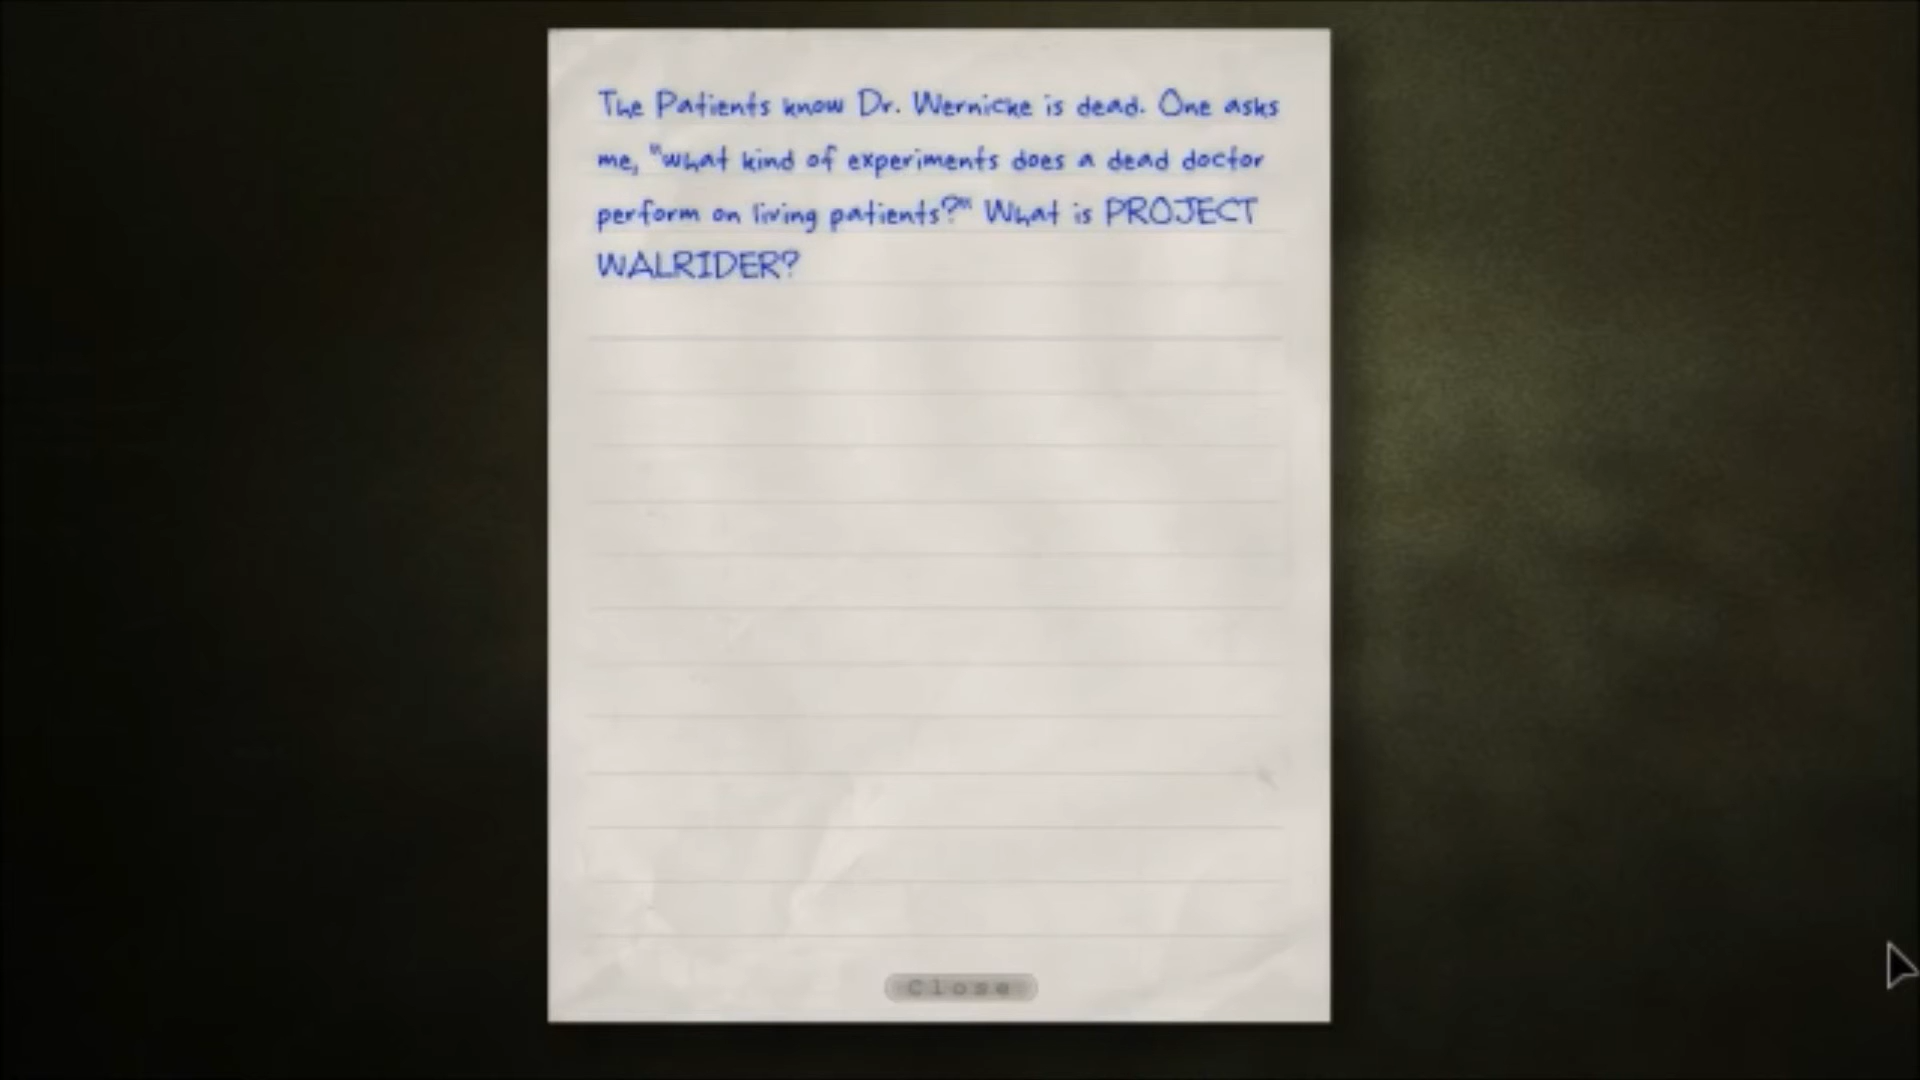 The Patients know Dr. Wernicke is dead. One asks
me, "what kind of experiments does a dead doctor
perform on living patients?" What is PROJECT
WALRIDER?
Close